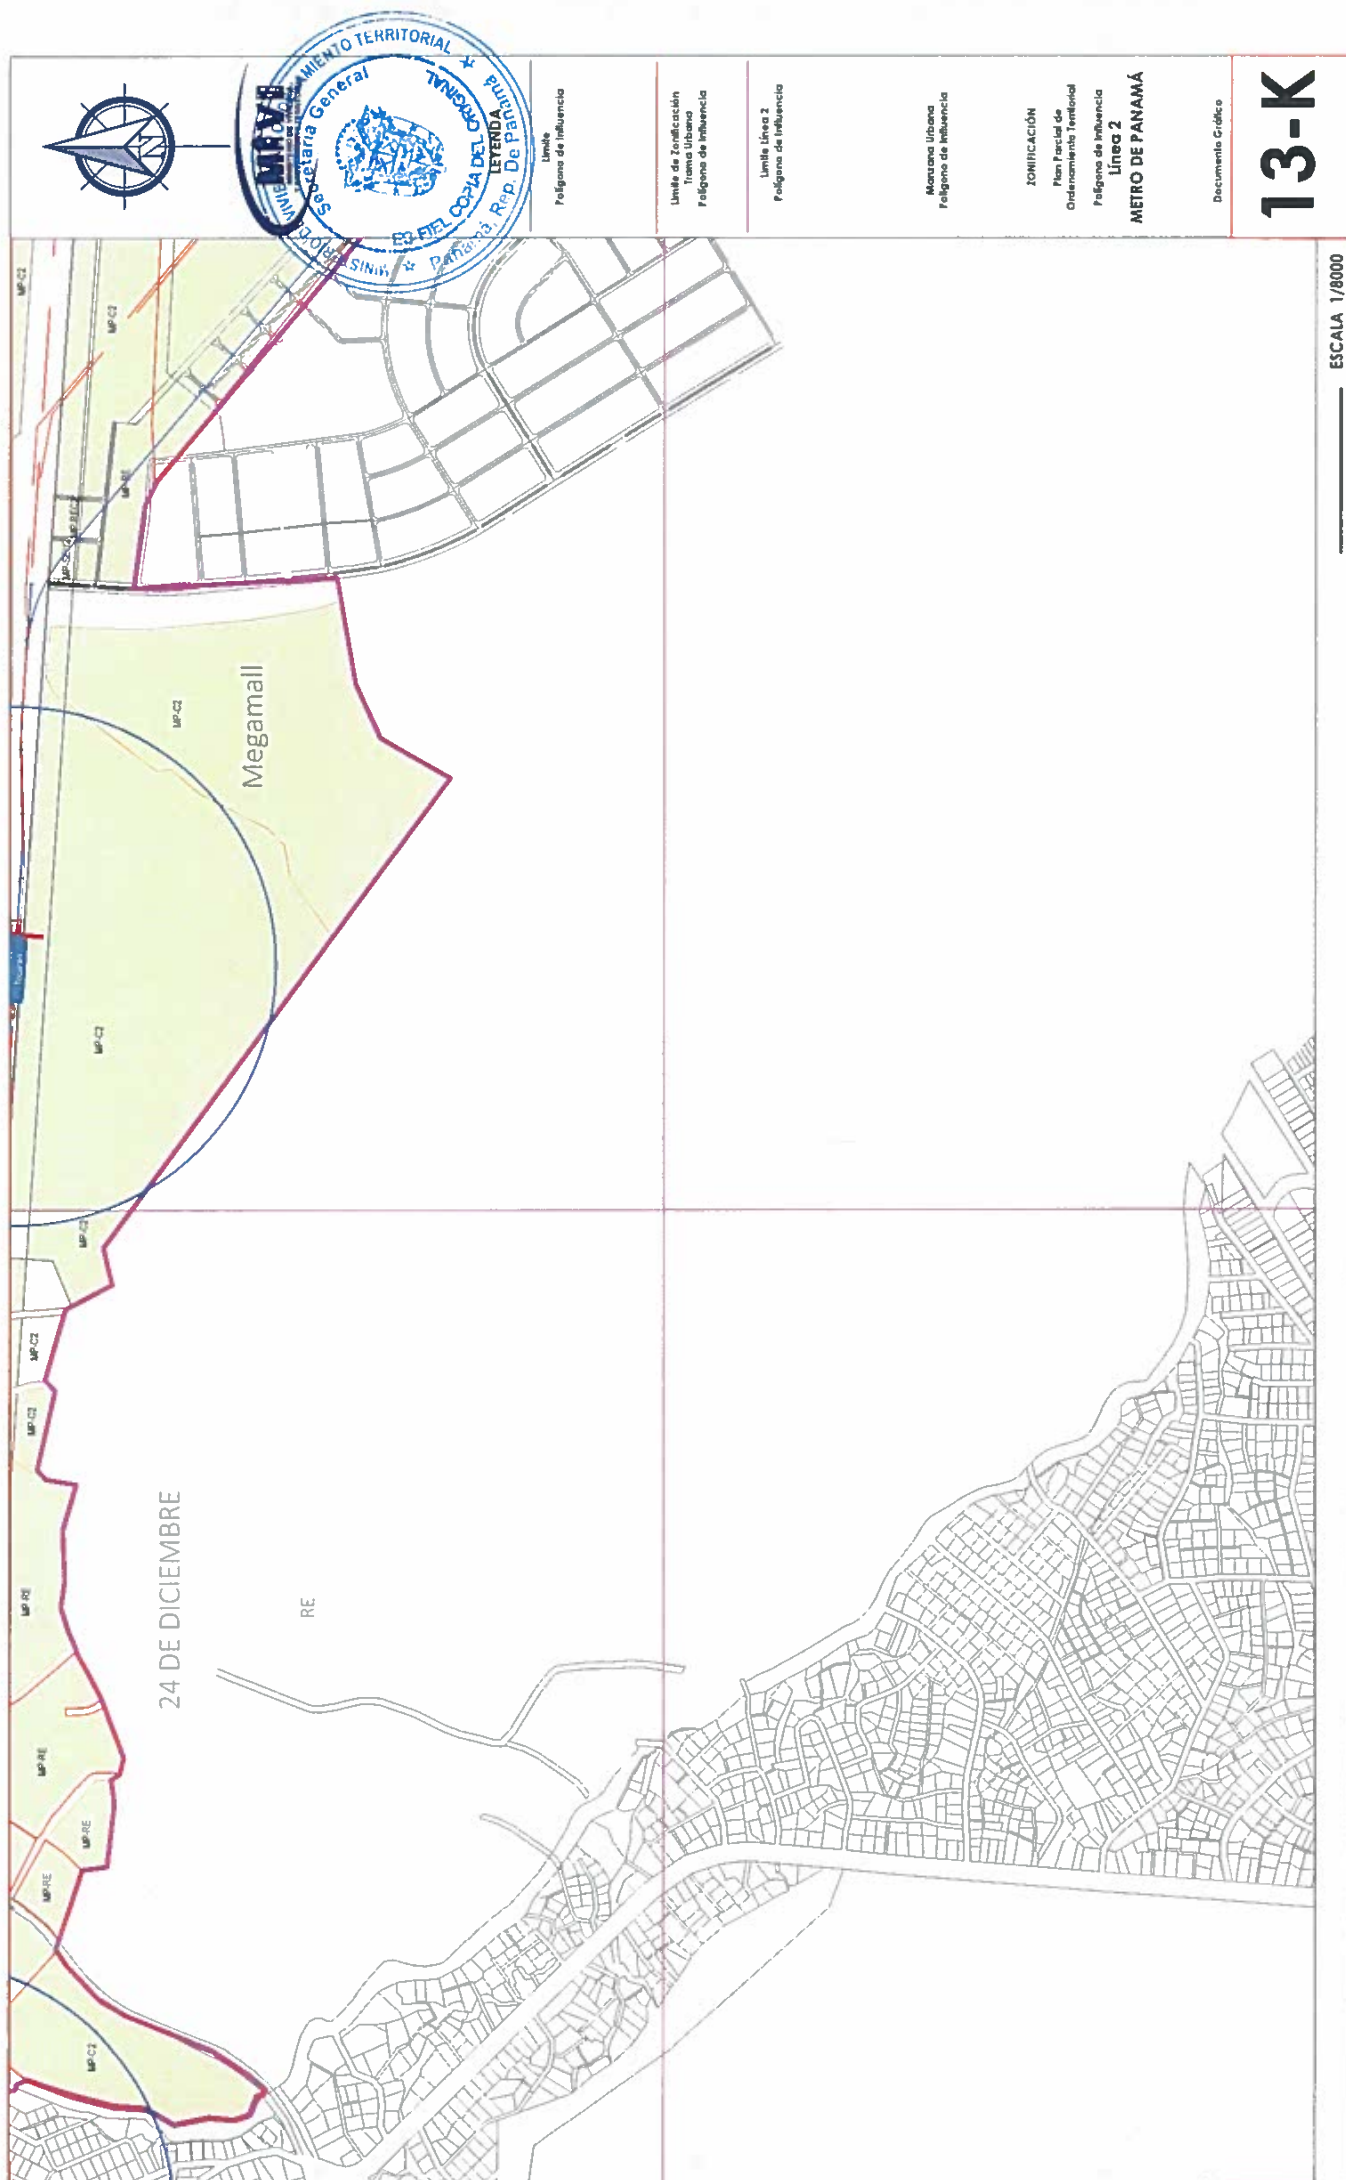 MINISTERIO DE VIVIENDA Y ORDENAMIENTO TERRITORIAL
Secretaría General
ES FIEL COPIA DEL ORIGINAL
Panamá, Rep. De Panamá
LEYENDA
Límite
Polígono de Influencia
Límite de Zonificación
Trama Urbana
Polígono de Influencia
Límite Línea 2
Polígono de Influencia
Manzana Urbana
Polígono de Influencia
ZONIFICACIÓN
Plan Parcial de
Ordenamiento Territorial
Polígono de Influencia
Línea 2
METRO DE PANAMÁ
Documento Gráfico
13-K
ESCALA 1/8000
MP-C2
MP-C2
MP-RE
MP-C2
Megamall
MP-C2
MP-C2
MP-C2
MP-C2
MP-RE
24 DE DICIEMBRE
RE
MP-RE
MP-RE
MP-RE
MP-C2